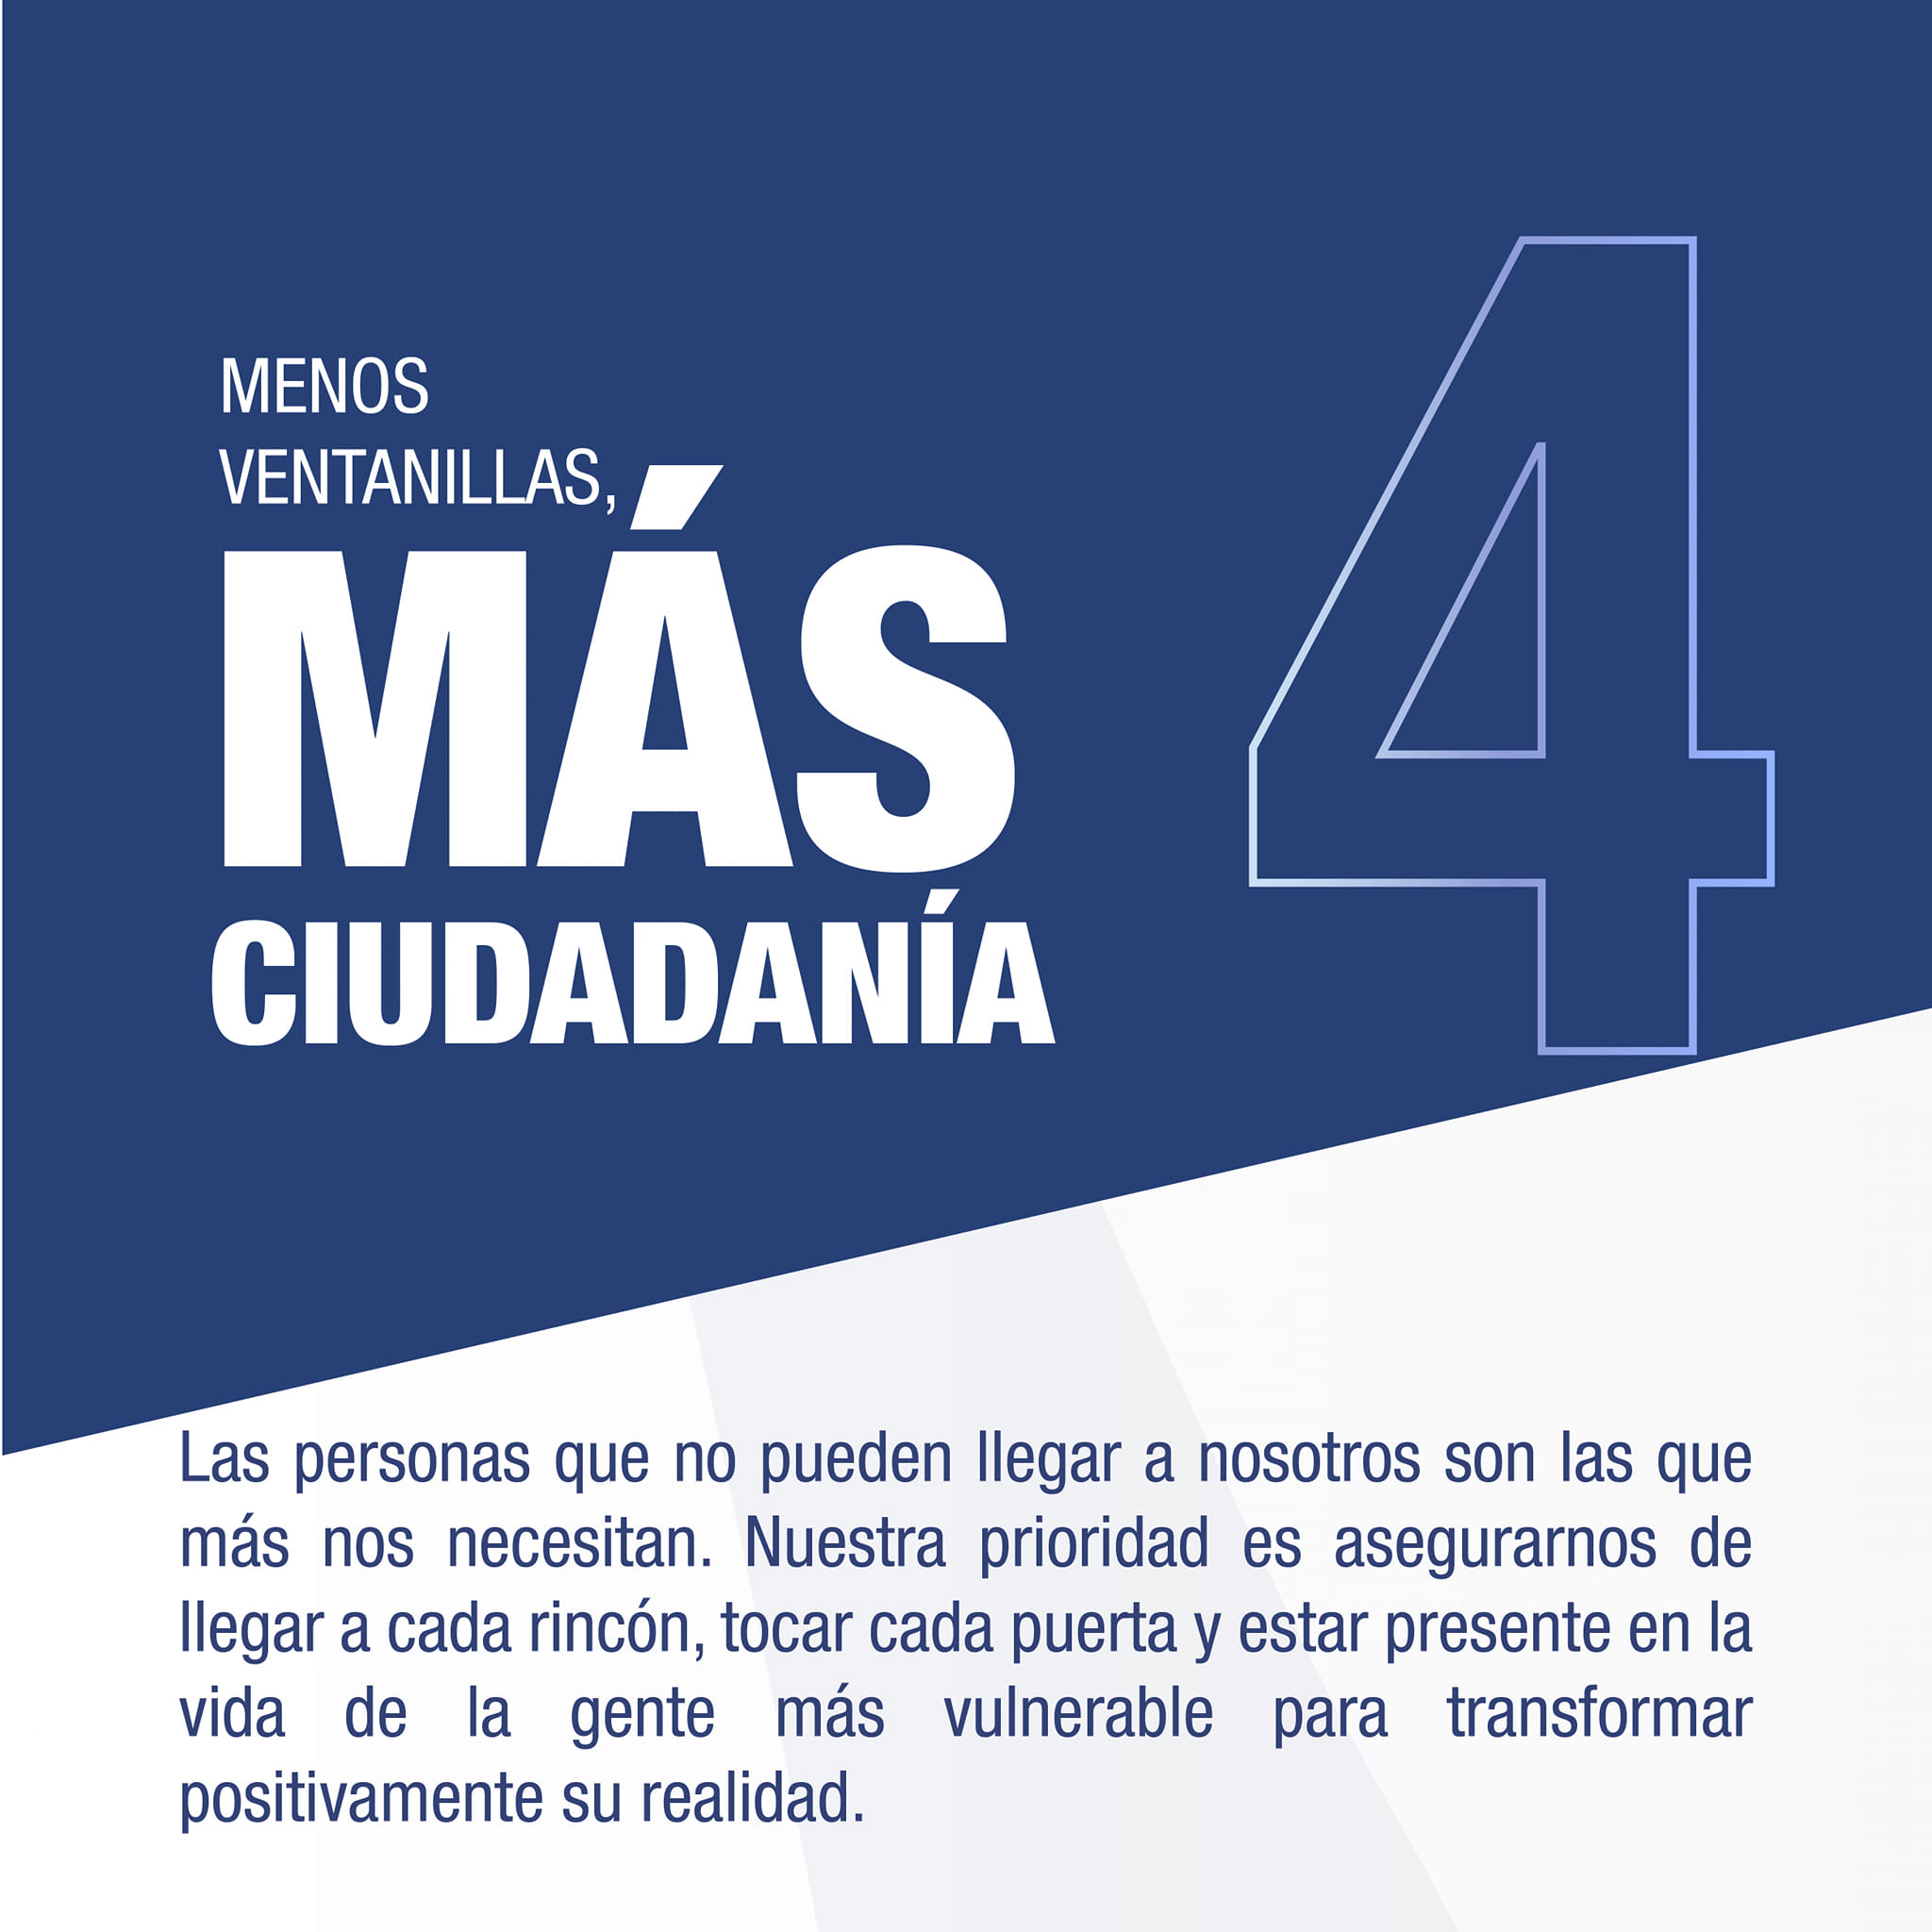 MENOS
VENTANILLAS,
MÁS
CIUDADANÍA
4
Las personas que no pueden llegar a nosotros son las que
más nos necesitan. Nuestra prioridad es asegurarnos de
llegar a cada rincón, tocar cada puerta y estar presente en la
vida de la gente más vulnerable para transformar
positivamente su realidad.